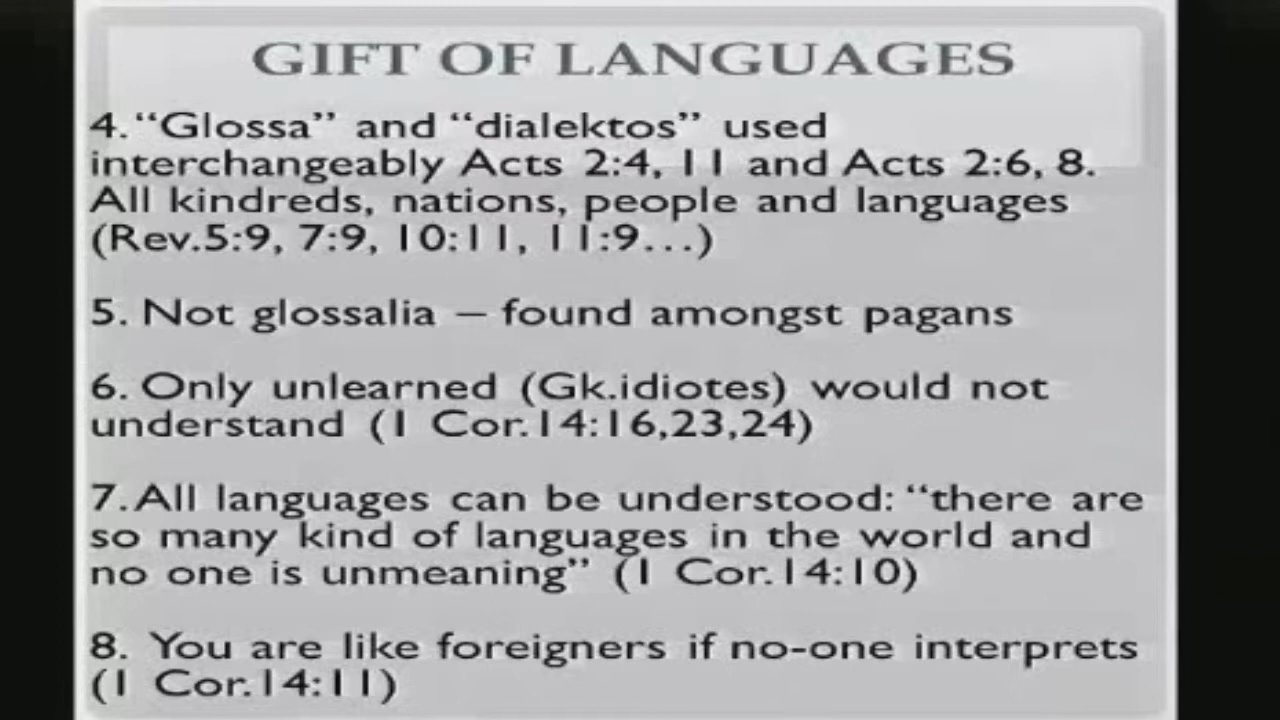 GIFT OF LANGUAGES
4. “Glossa” and “dialektos” used
interchangeably Acts 2:4, 11 and Acts 2:6, 8.
All kindreds, nations, people and languages
(Rev.5:9, 7:9, 10:11, 11:9...)
5. Not glossalia – found amongst pagans
6. Only unlearned (Gk.idiotes) would not
understand (1 Cor.14:16,23,24)
7. All languages can be understood: “there are
so many kind of languages in the world and
no one is unmeaning” (1 Cor.14:10)
8. You are like foreigners if no-one interprets
(1 Cor.14:11)